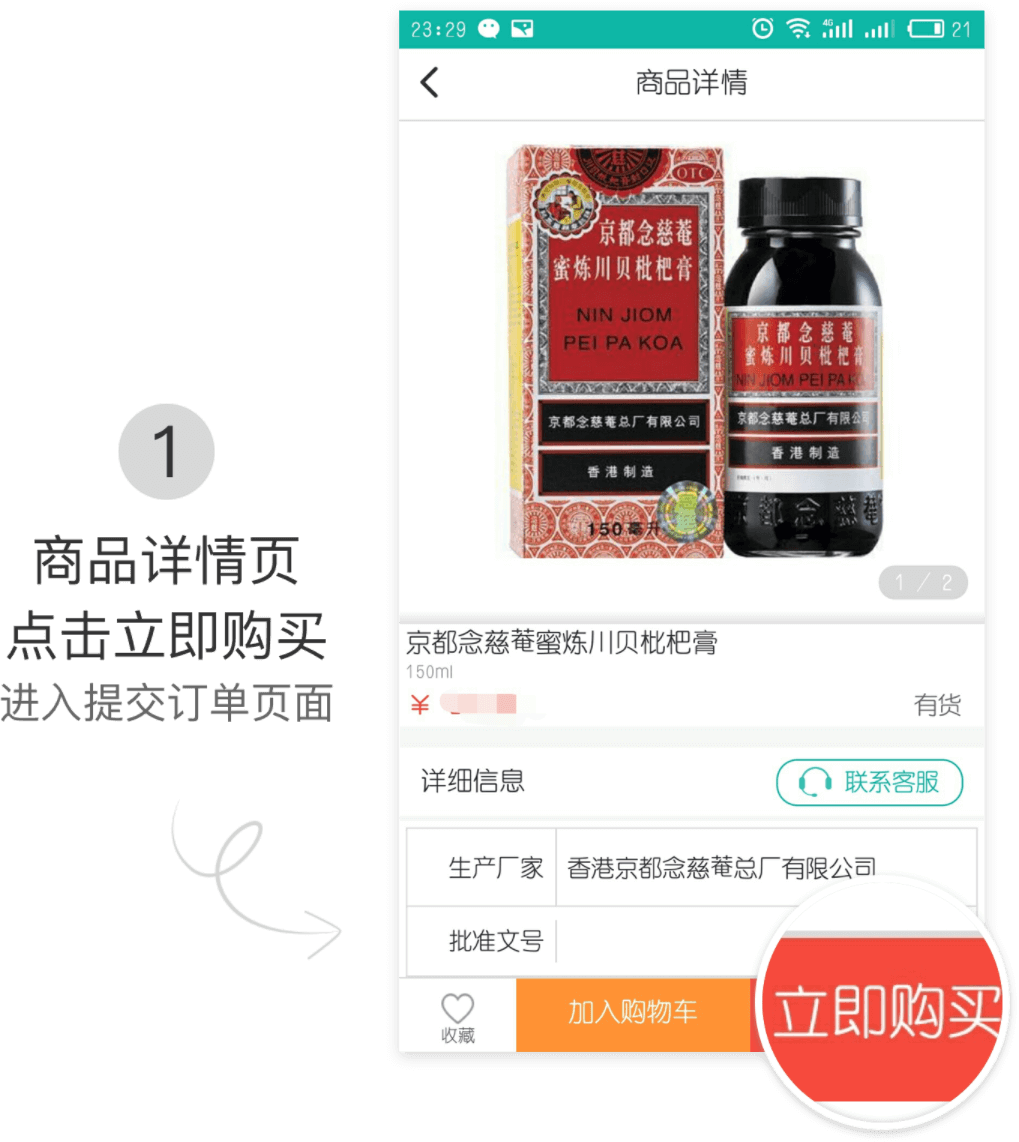 1
商品详情页
点击立即购买
进入提交订单页面
23:29
4G
21
商品详情
OTC
京都念慈菴
蜜炼川贝枇杷膏
NIN JIOM
PEI PA KOA
京都念慈菴总厂有限公司
香港制造
150毫升
京都念慈菴
蜜炼川贝枇杷膏
NIN JIOM PEI PA KOA
京都念慈菴总厂有限公司
香港制造
京都念慈菴
1 / 2
京都念慈菴蜜炼川贝枇杷膏
150ml
¥
有货
详细信息
联系客服
生产厂家
香港京都念慈菴总厂有限公司
批准文号
收藏
加入购物车
立即购买